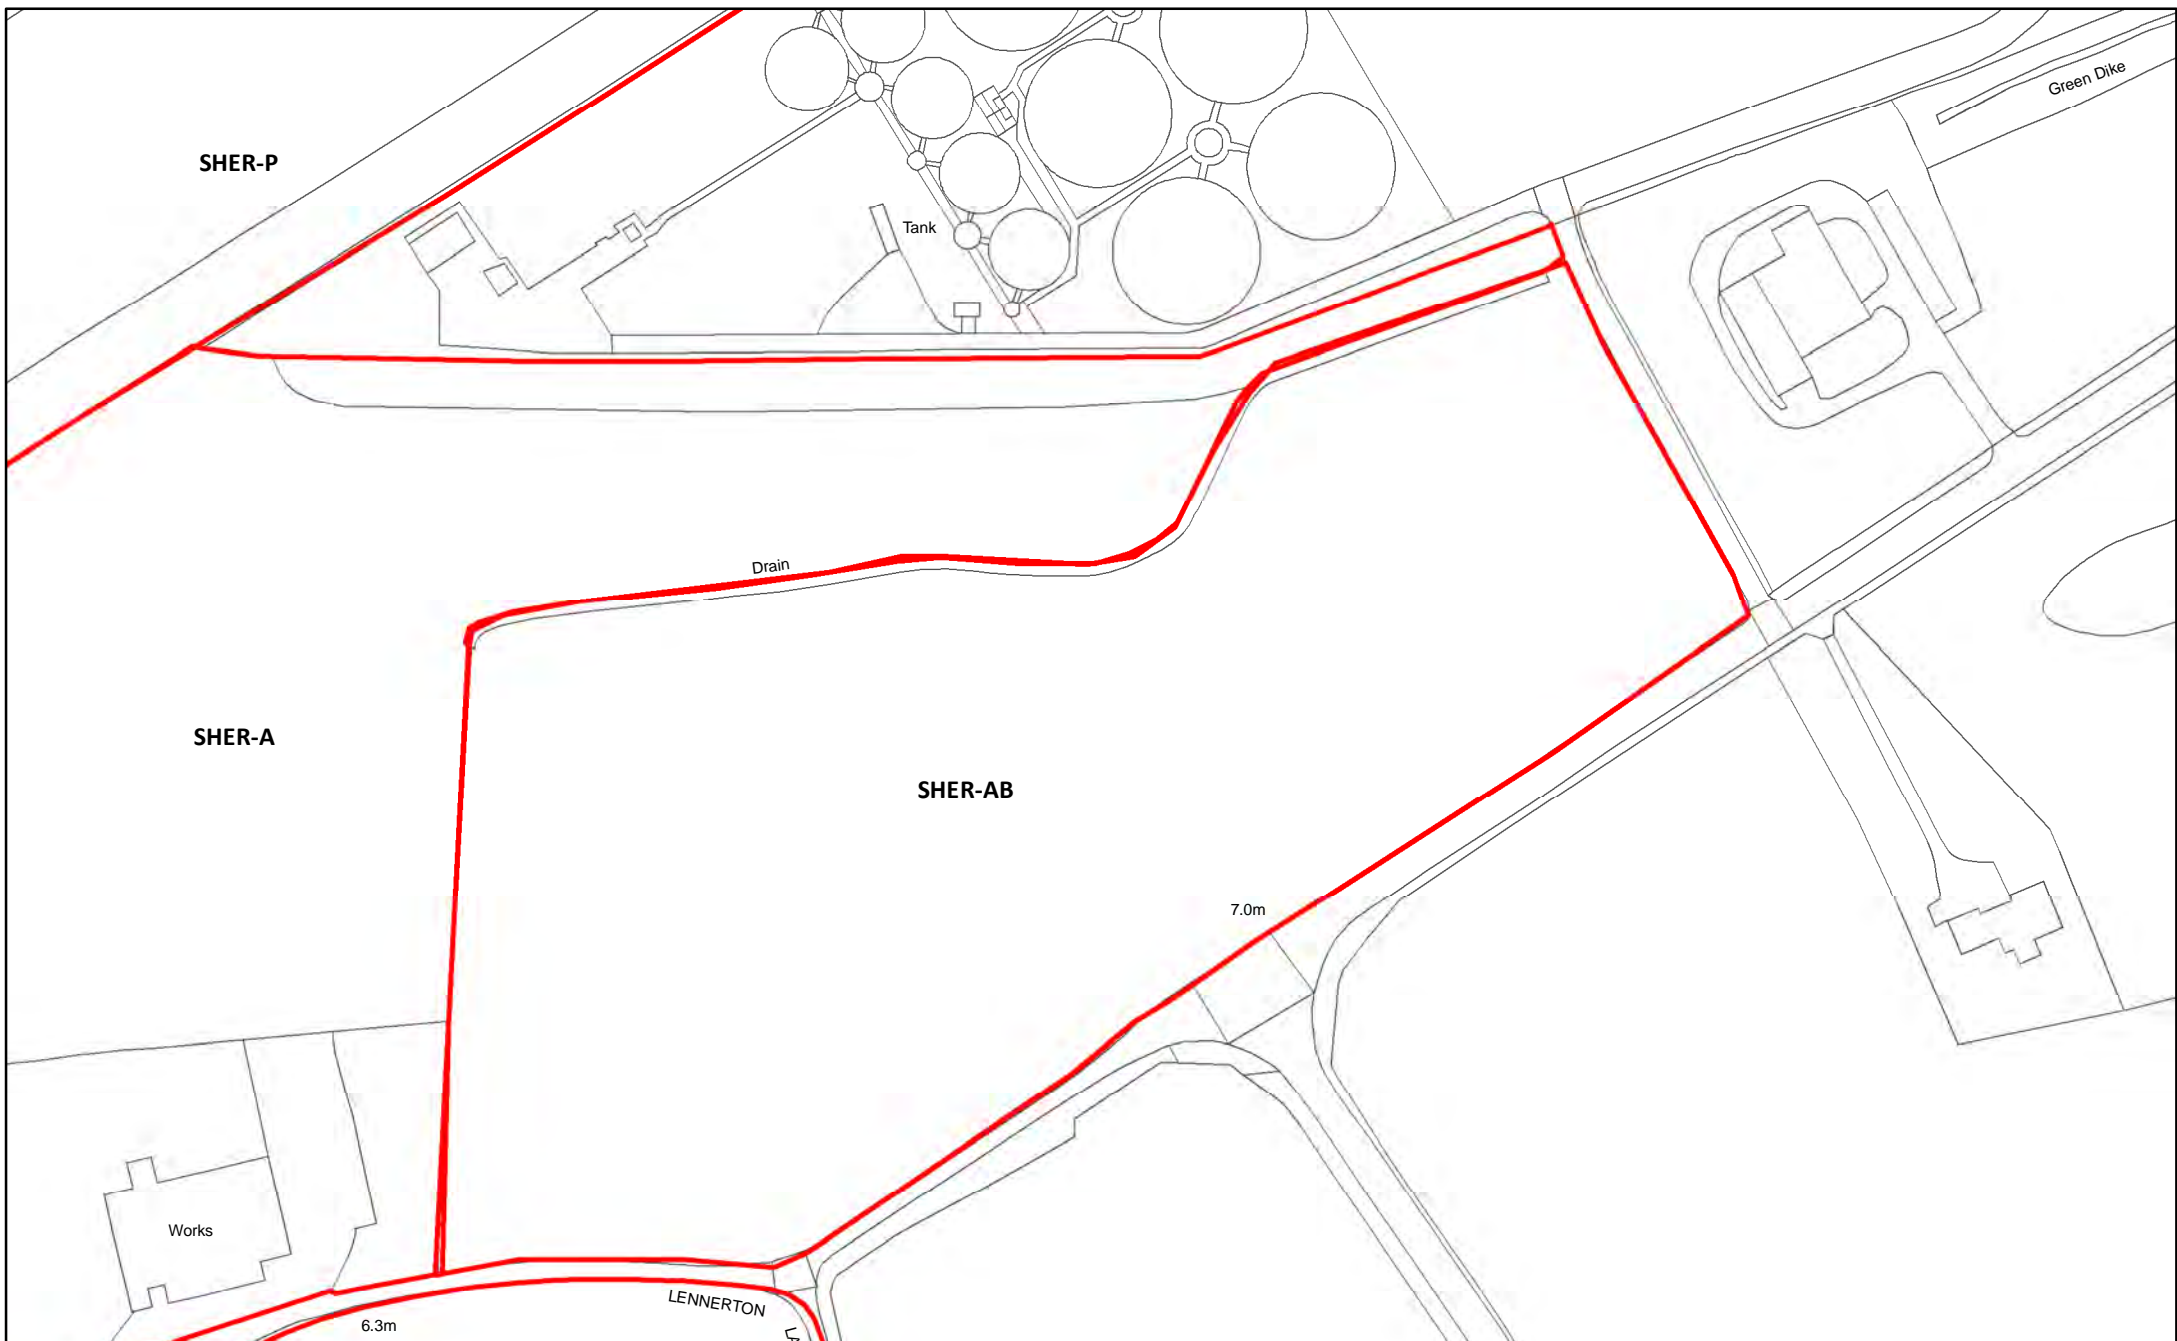 Green Dike
SHER-P
Tank
Drain
SHER-A
SHER-AB
7.0m
Works
LENNERTON
6.3m